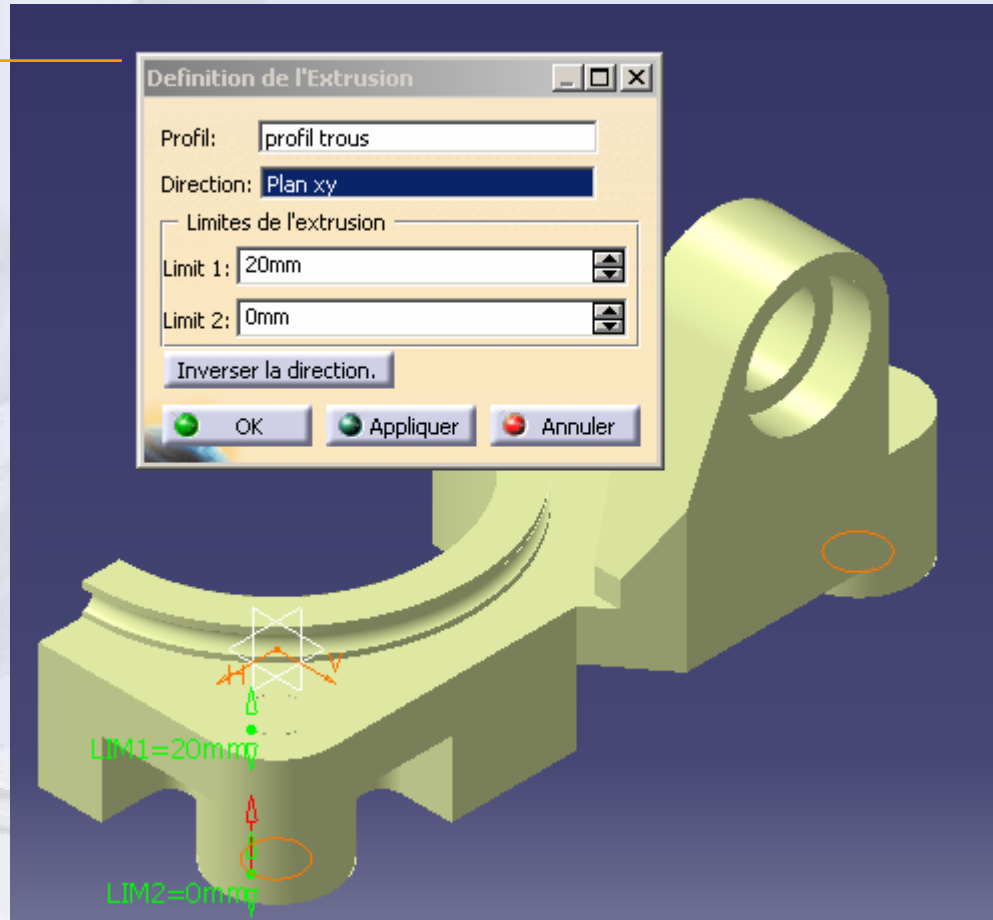 Definition de l'Extrusion
Profil: profil trous
Direction: Plan xy
Limites de l'extrusion
Limit 1: 20mm
Limit 2: 0mm
Inverser la direction.
OK Appliquer Annuler
H V
LIM1=20mm
LIM2=0mm